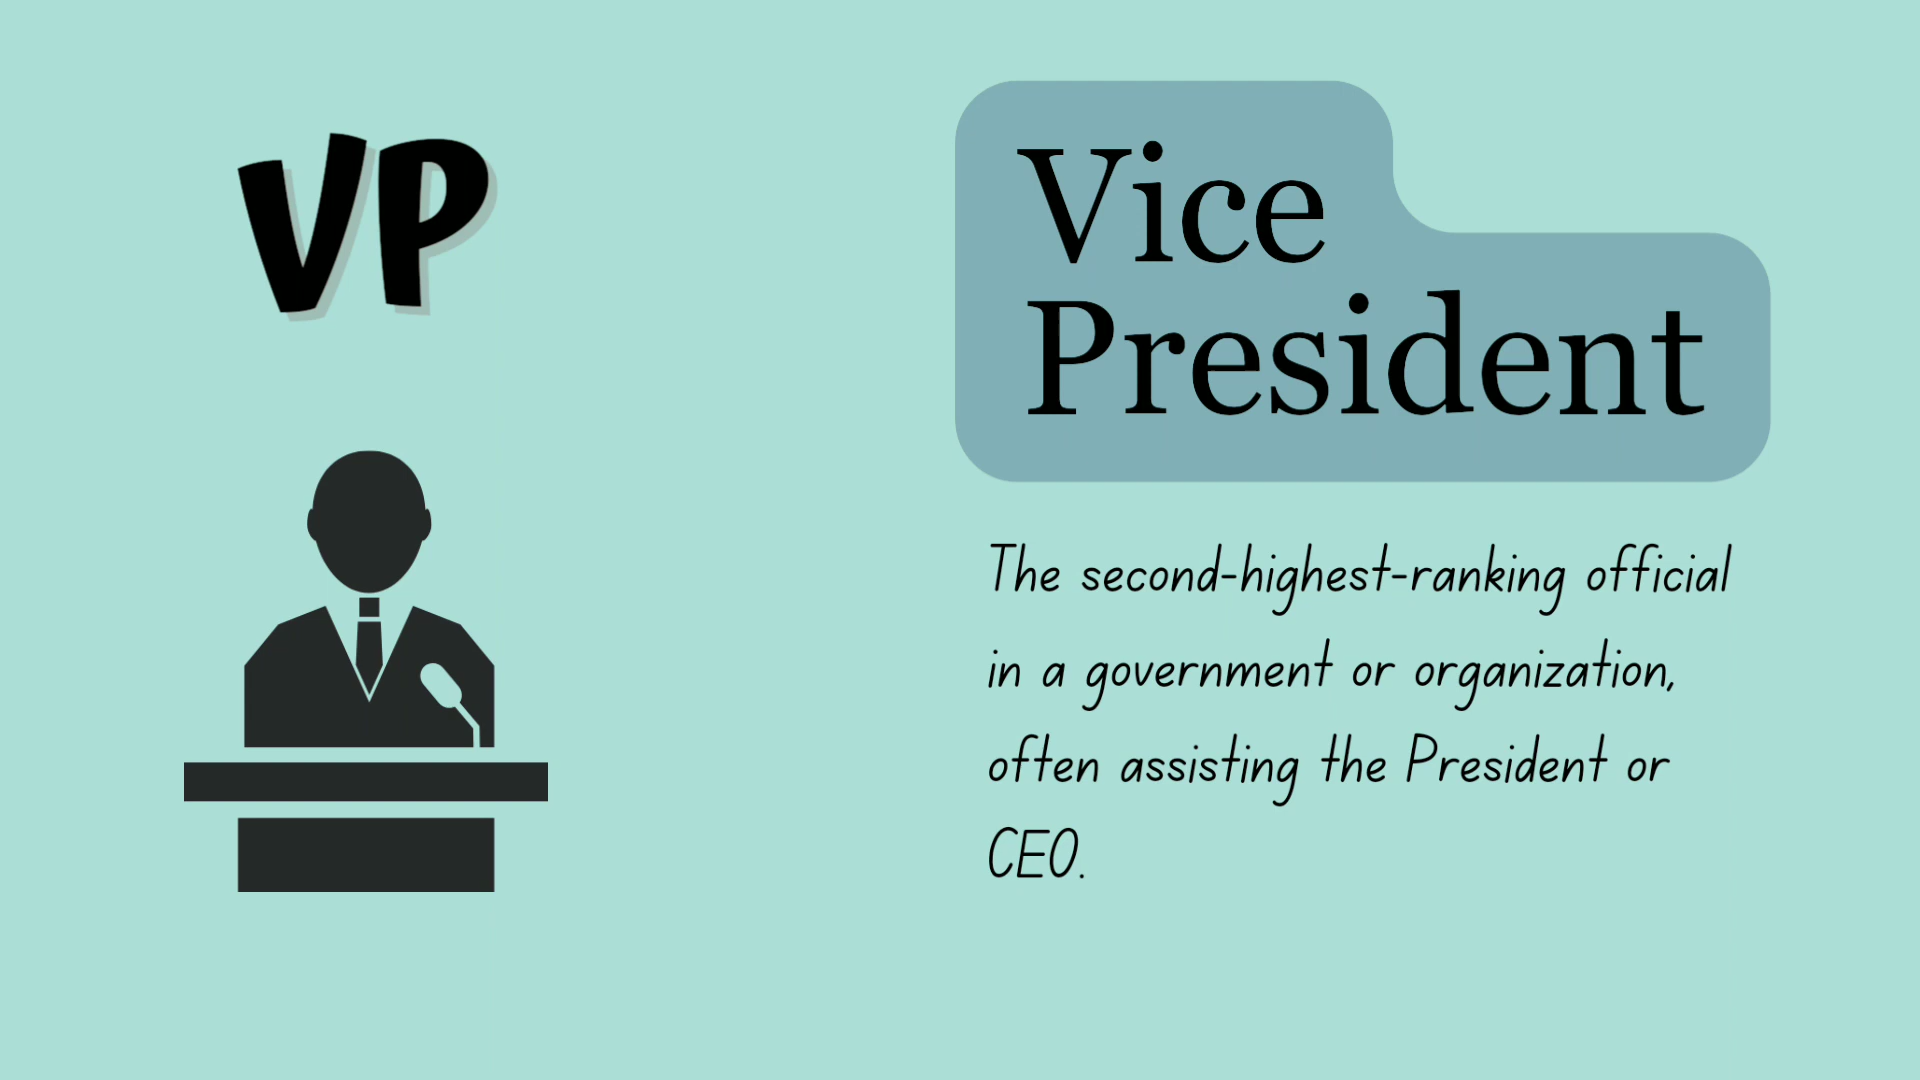 VP
Vice
President
The second-highest-ranking official
in a government or organization,
often assisting the President or
CEO.